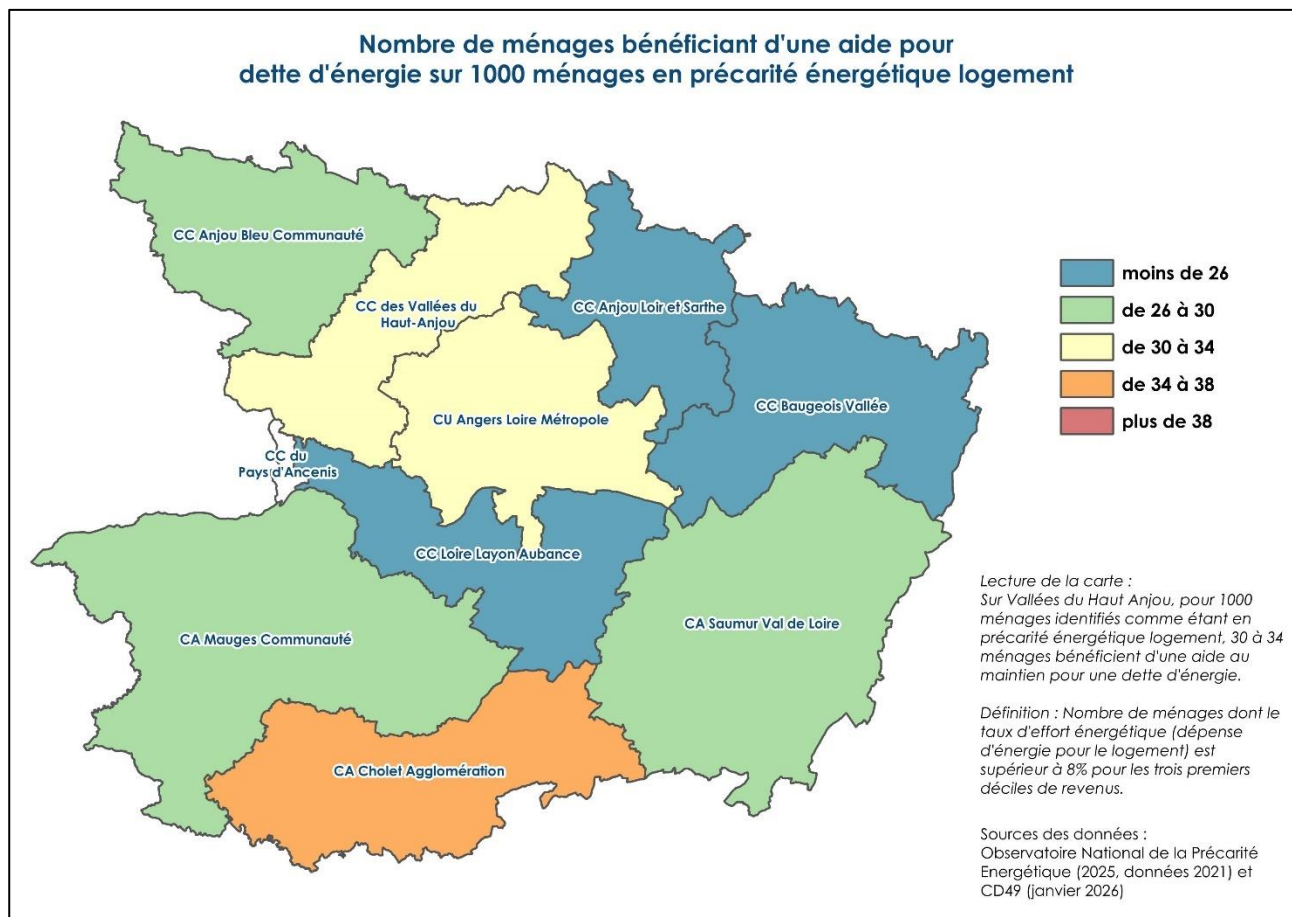 Nombre de ménages bénéficiant d'une aide pour
dette d'énergie sur 1000 ménages en précarité énergétique logement
CC Anjou Bleu Communauté
CC des Vallées du
Haut-Anjou
CC Anjou Loir et Sarthe
CU Angers Loire Métropole
CC Baugeois Vallée
CC du
Pays d'Ancenis
CC Loire Layon Aubance
CA Mauges Communauté
CA Saumur Val de Loire
CA Cholet Agglomération
moins de 26
de 26 à 30
de 30 à 34
de 34 à 38
plus de 38
Lecture de la carte :
Sur Vallées du Haut Anjou, pour 1000
ménages identifiés comme étant en
précarité énergétique logement, 30 à 34
ménages bénéficient d'une aide au
maintien pour une dette d'énergie.
Définition : Nombre de ménages dont le
taux d'effort énergétique (dépense
d'énergie pour le logement) est
supérieur à 8% pour les trois premiers
déciles de revenus.
Sources des données :
Observatoire National de la Précarité
Energétique (2025, données 2021) et
CD49 (janvier 2026)